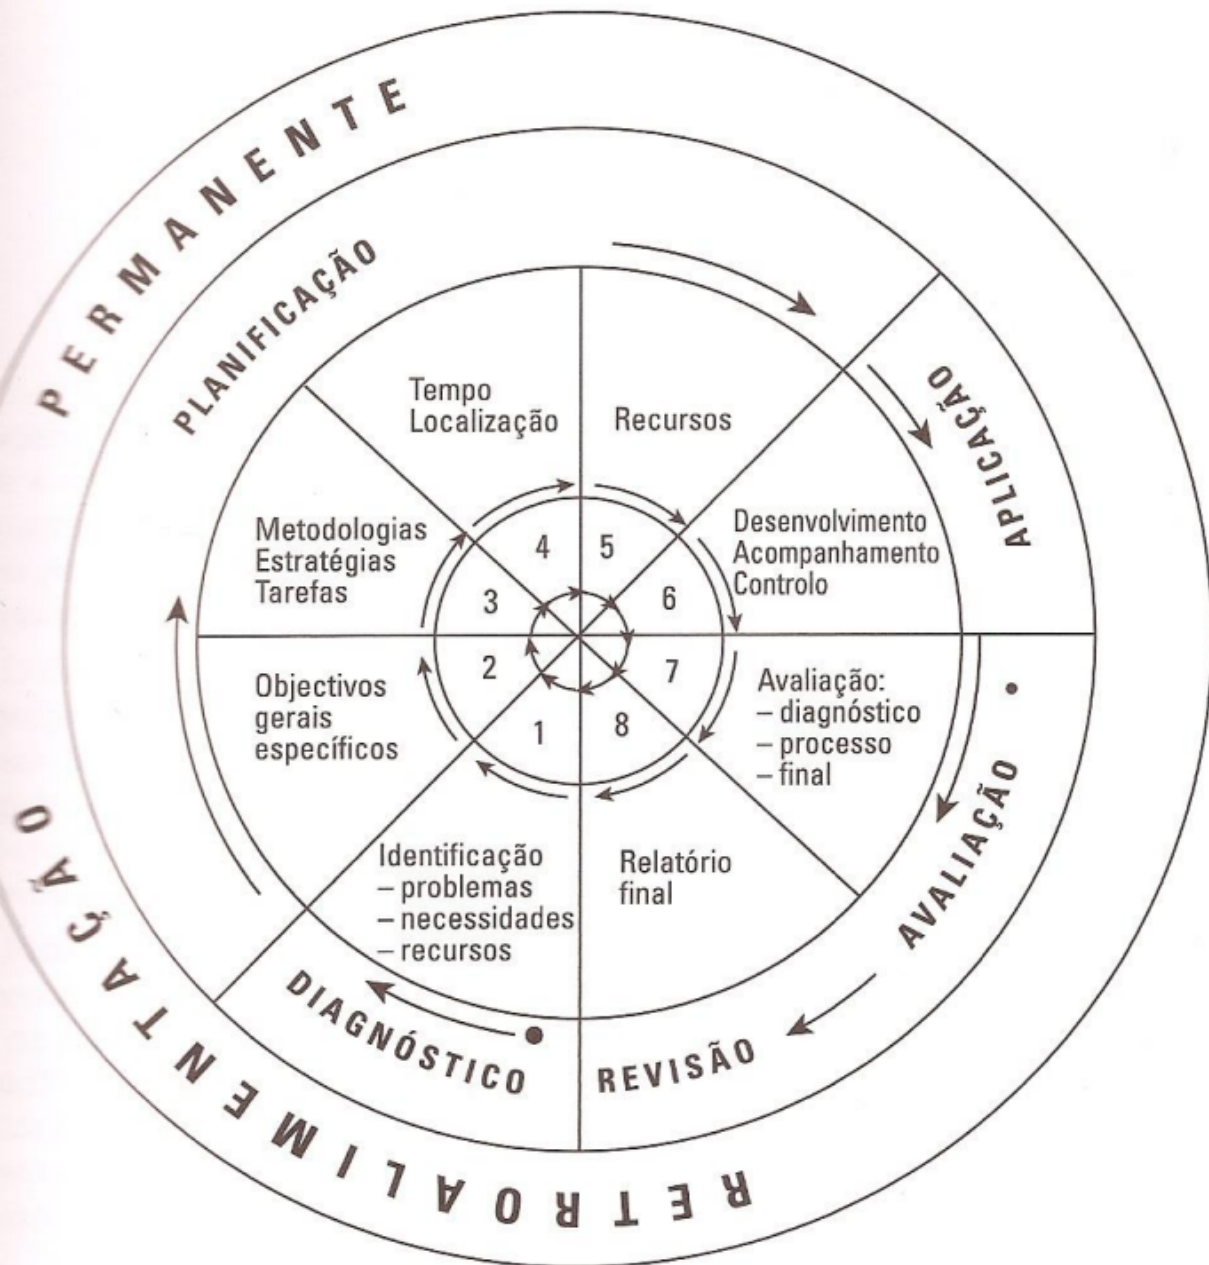 RETROALIMENTAÇÃO
PERMANENTE
PLANIFICAÇÃO
APLICAÇÃO
AVALIAÇÃO
REVISÃO
DIAGNÓSTICO
Tempo
Localização
Recursos
Metodologias
Estratégias
Tarefas
Desenvolvimento
Acompanhamento
Controlo
Objectivos
gerais
específicos
Avaliação:
– diagnóstico
– processo
– final
Identificação
– problemas
– necessidades
– recursos
Relatório
final
4
5
3
6
2
7
1
8